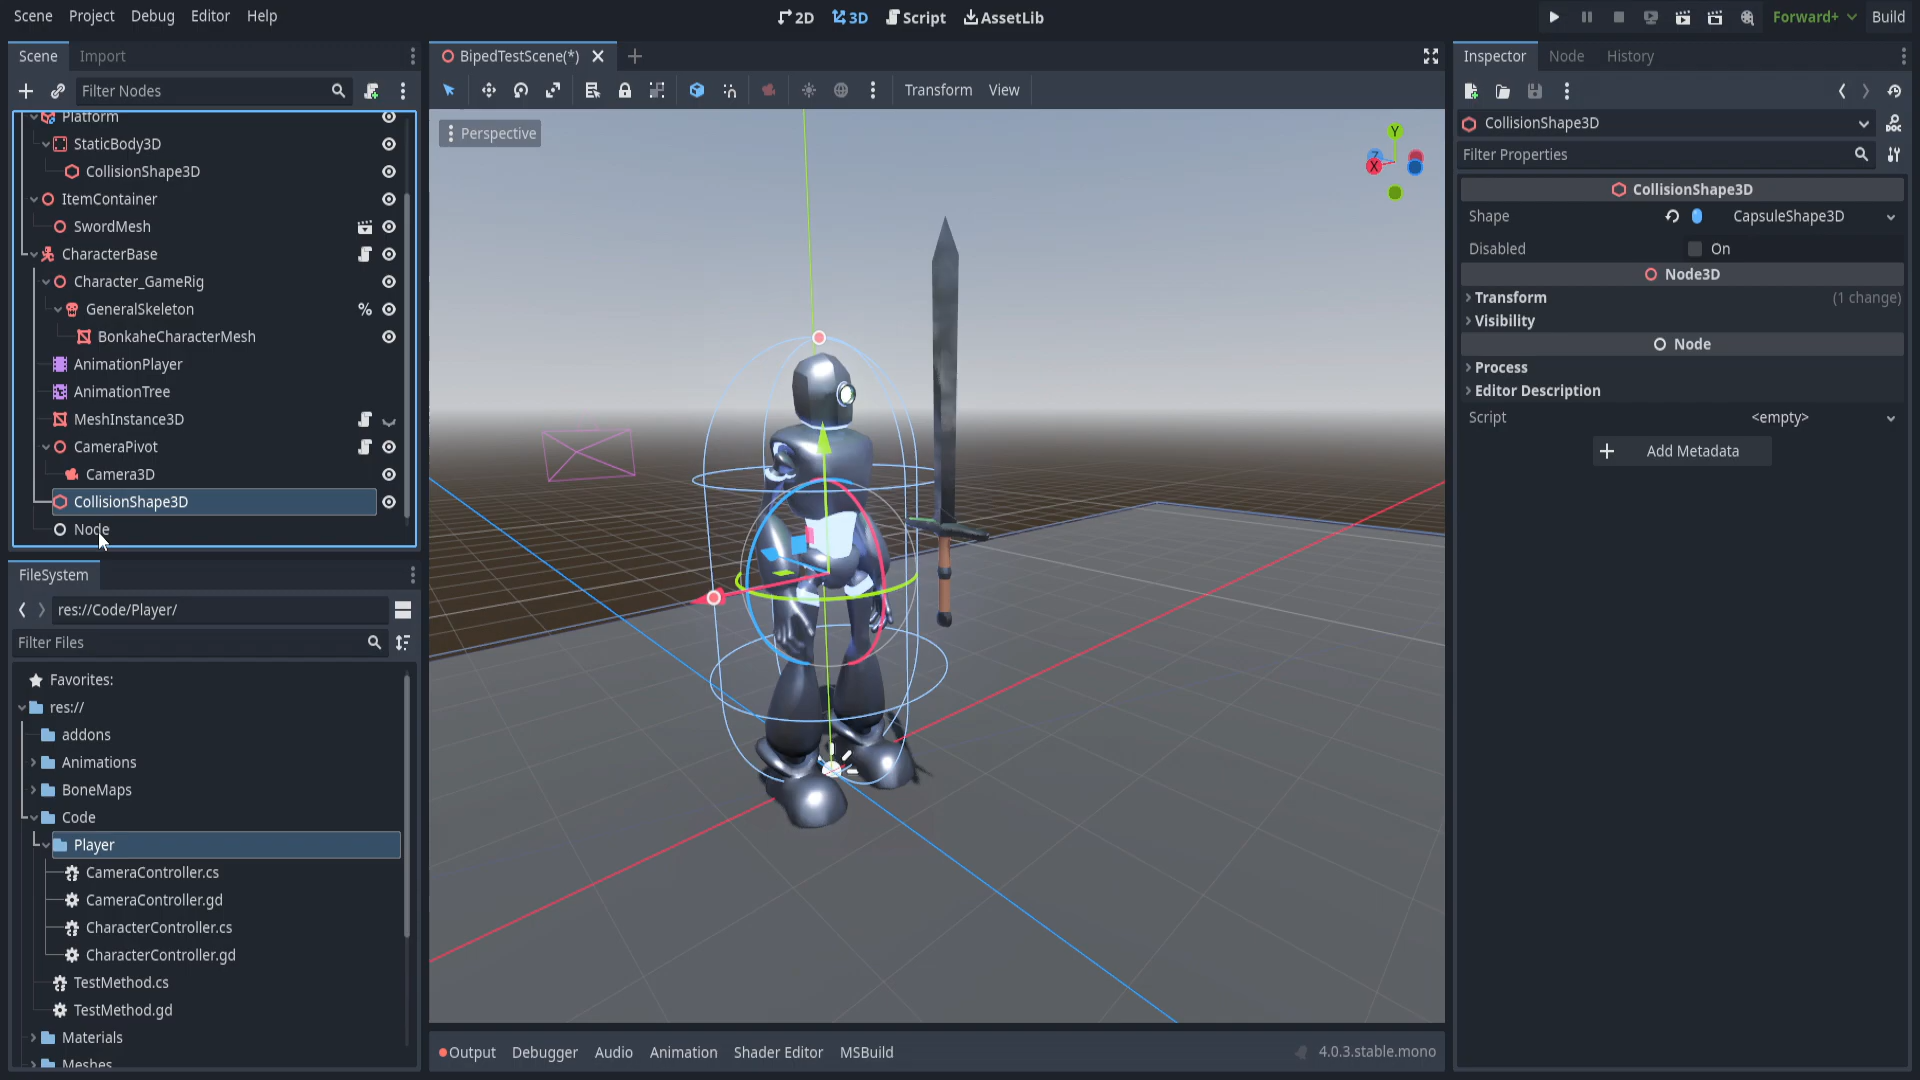 Scene Project Debug Editor Help
2D 3D Script AssetLib
Forward+ Build
Scene Import
Filter Nodes
Platform
StaticBody3D
CollisionShape3D
ItemContainer
SwordMesh
CharacterBase
Character_GameRig
GeneralSkeleton %
BonkaheCharacterMesh
AnimationPlayer
AnimationTree
MeshInstance3D
CameraPivot
Camera3D
CollisionShape3D
Node
FileSystem
res://Code/Player/
Filter Files
Favorites:
res://
addons
Animations
BoneMaps
Code
Player
CameraController.cs
CameraController.gd
CharacterController.cs
CharacterController.gd
TestMethod.cs
TestMethod.gd
Materials
Meshes
BipedTestScene(*)
Transform View
Perspective
Y
Z
X
Output Debugger Audio Animation Shader Editor MSBuild
4.0.3.stable.mono
Inspector Node History
CollisionShape3D
Filter Properties
CollisionShape3D
Shape CapsuleShape3D
Disabled On
Node3D
Transform (1 change)
Visibility
Node
Process
Editor Description
Script <empty>
Add Metadata